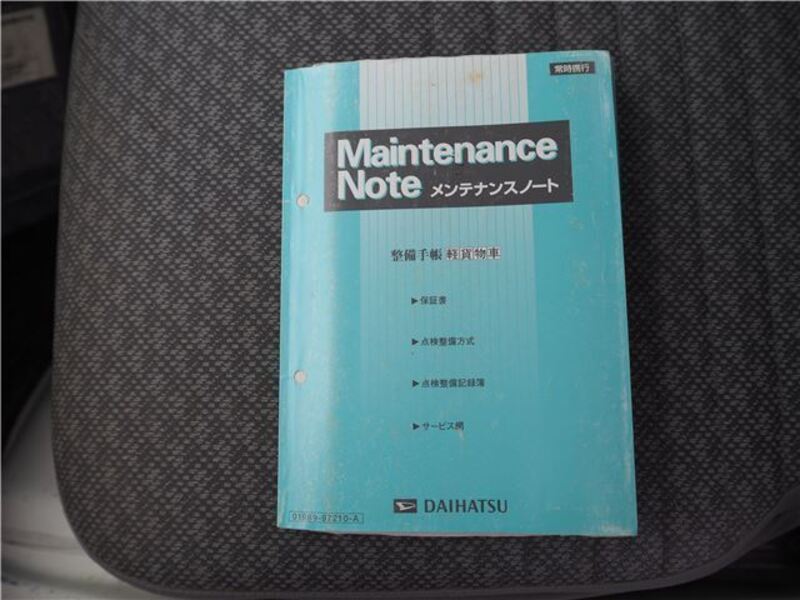 常時携行
Maintenance
Note メンテナンスノート
整備手帳 軽貨物車
▶保証書
▶点検整備方式
▶点検整備記録簿
▶サービス網
DAIHATSU
01999-97210-A